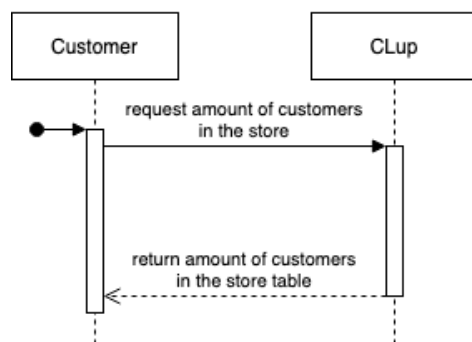 Customer
CLup
request amount of customers
in the store
return amount of customers
in the store table